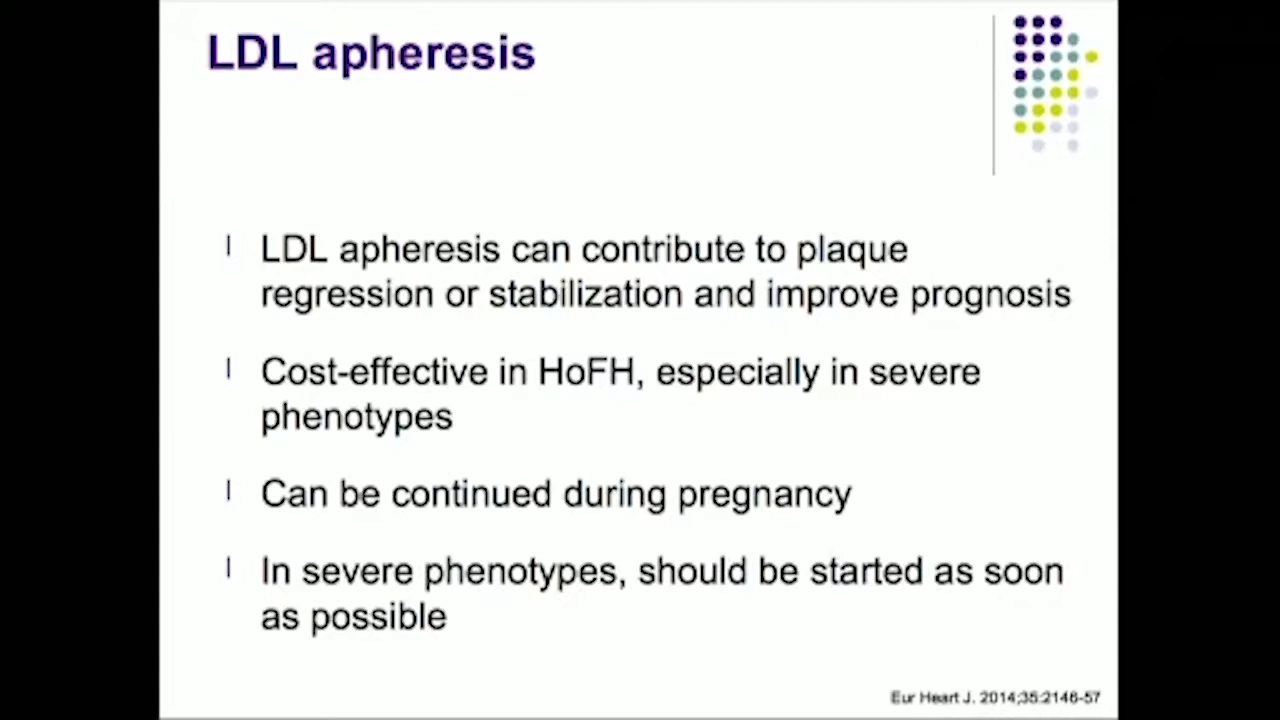 LDL apheresis
LDL apheresis can contribute to plaque
regression or stabilization and improve prognosis
Cost-effective in HoFH, especially in severe
phenotypes
Can be continued during pregnancy
In severe phenotypes, should be started as soon
as possible
Eur Heart J. 2014;35:2146-57